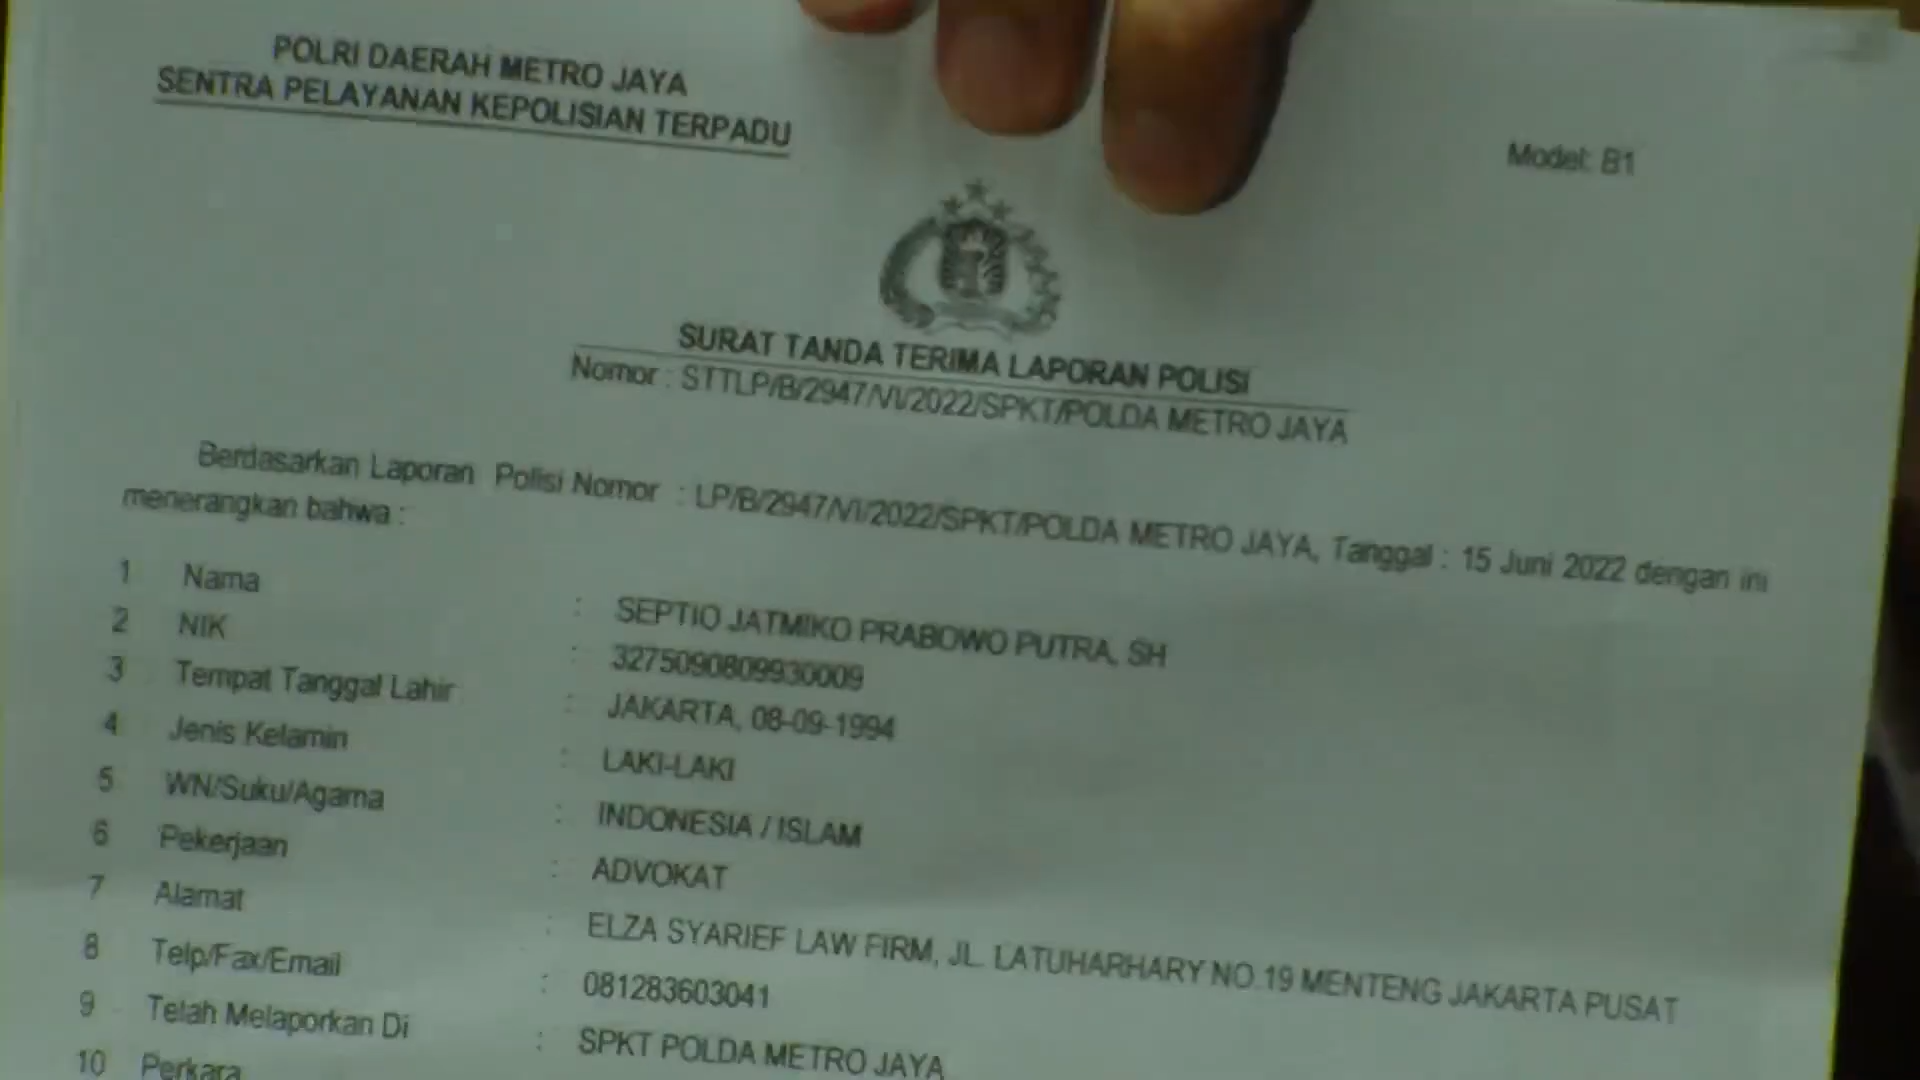 POLRI DAERAH METRO JAYA
SENTRA PELAYANAN KEPOLISIAN TERPADU
Model: B1
SURAT TANDA TERIMA LAPORAN POLISI
Nomor : STTLP/B/2947/VI/2022/SPKT/POLDA METRO JAYA
Berdasarkan Laporan Polisi Nomor : LP/B/2947/VI/2022/SPKT/POLDA METRO JAYA, Tanggal : 15 Juni 2022 dengan ini
menerangkan bahwa :
1 Nama : SEPTIO JATMIKO PRABOWO PUTRA, SH
2 NIK : 3275090809930009
3 Tempat Tanggal Lahir : JAKARTA, 08-09-1994
4 Jenis Kelamin : LAKI-LAKI
5 WN/Suku/Agama : INDONESIA / ISLAM
6 Pekerjaan : ADVOKAT
7 Alamat : ELZA SYARIEF LAW FIRM, JL. LATUHARHARY NO.19 MENTENG JAKARTA PUSAT
8 Telp/Fax/Email : 081283603041
9 Telah Melaporkan Di : SPKT POLDA METRO JAYA
10 Perkara